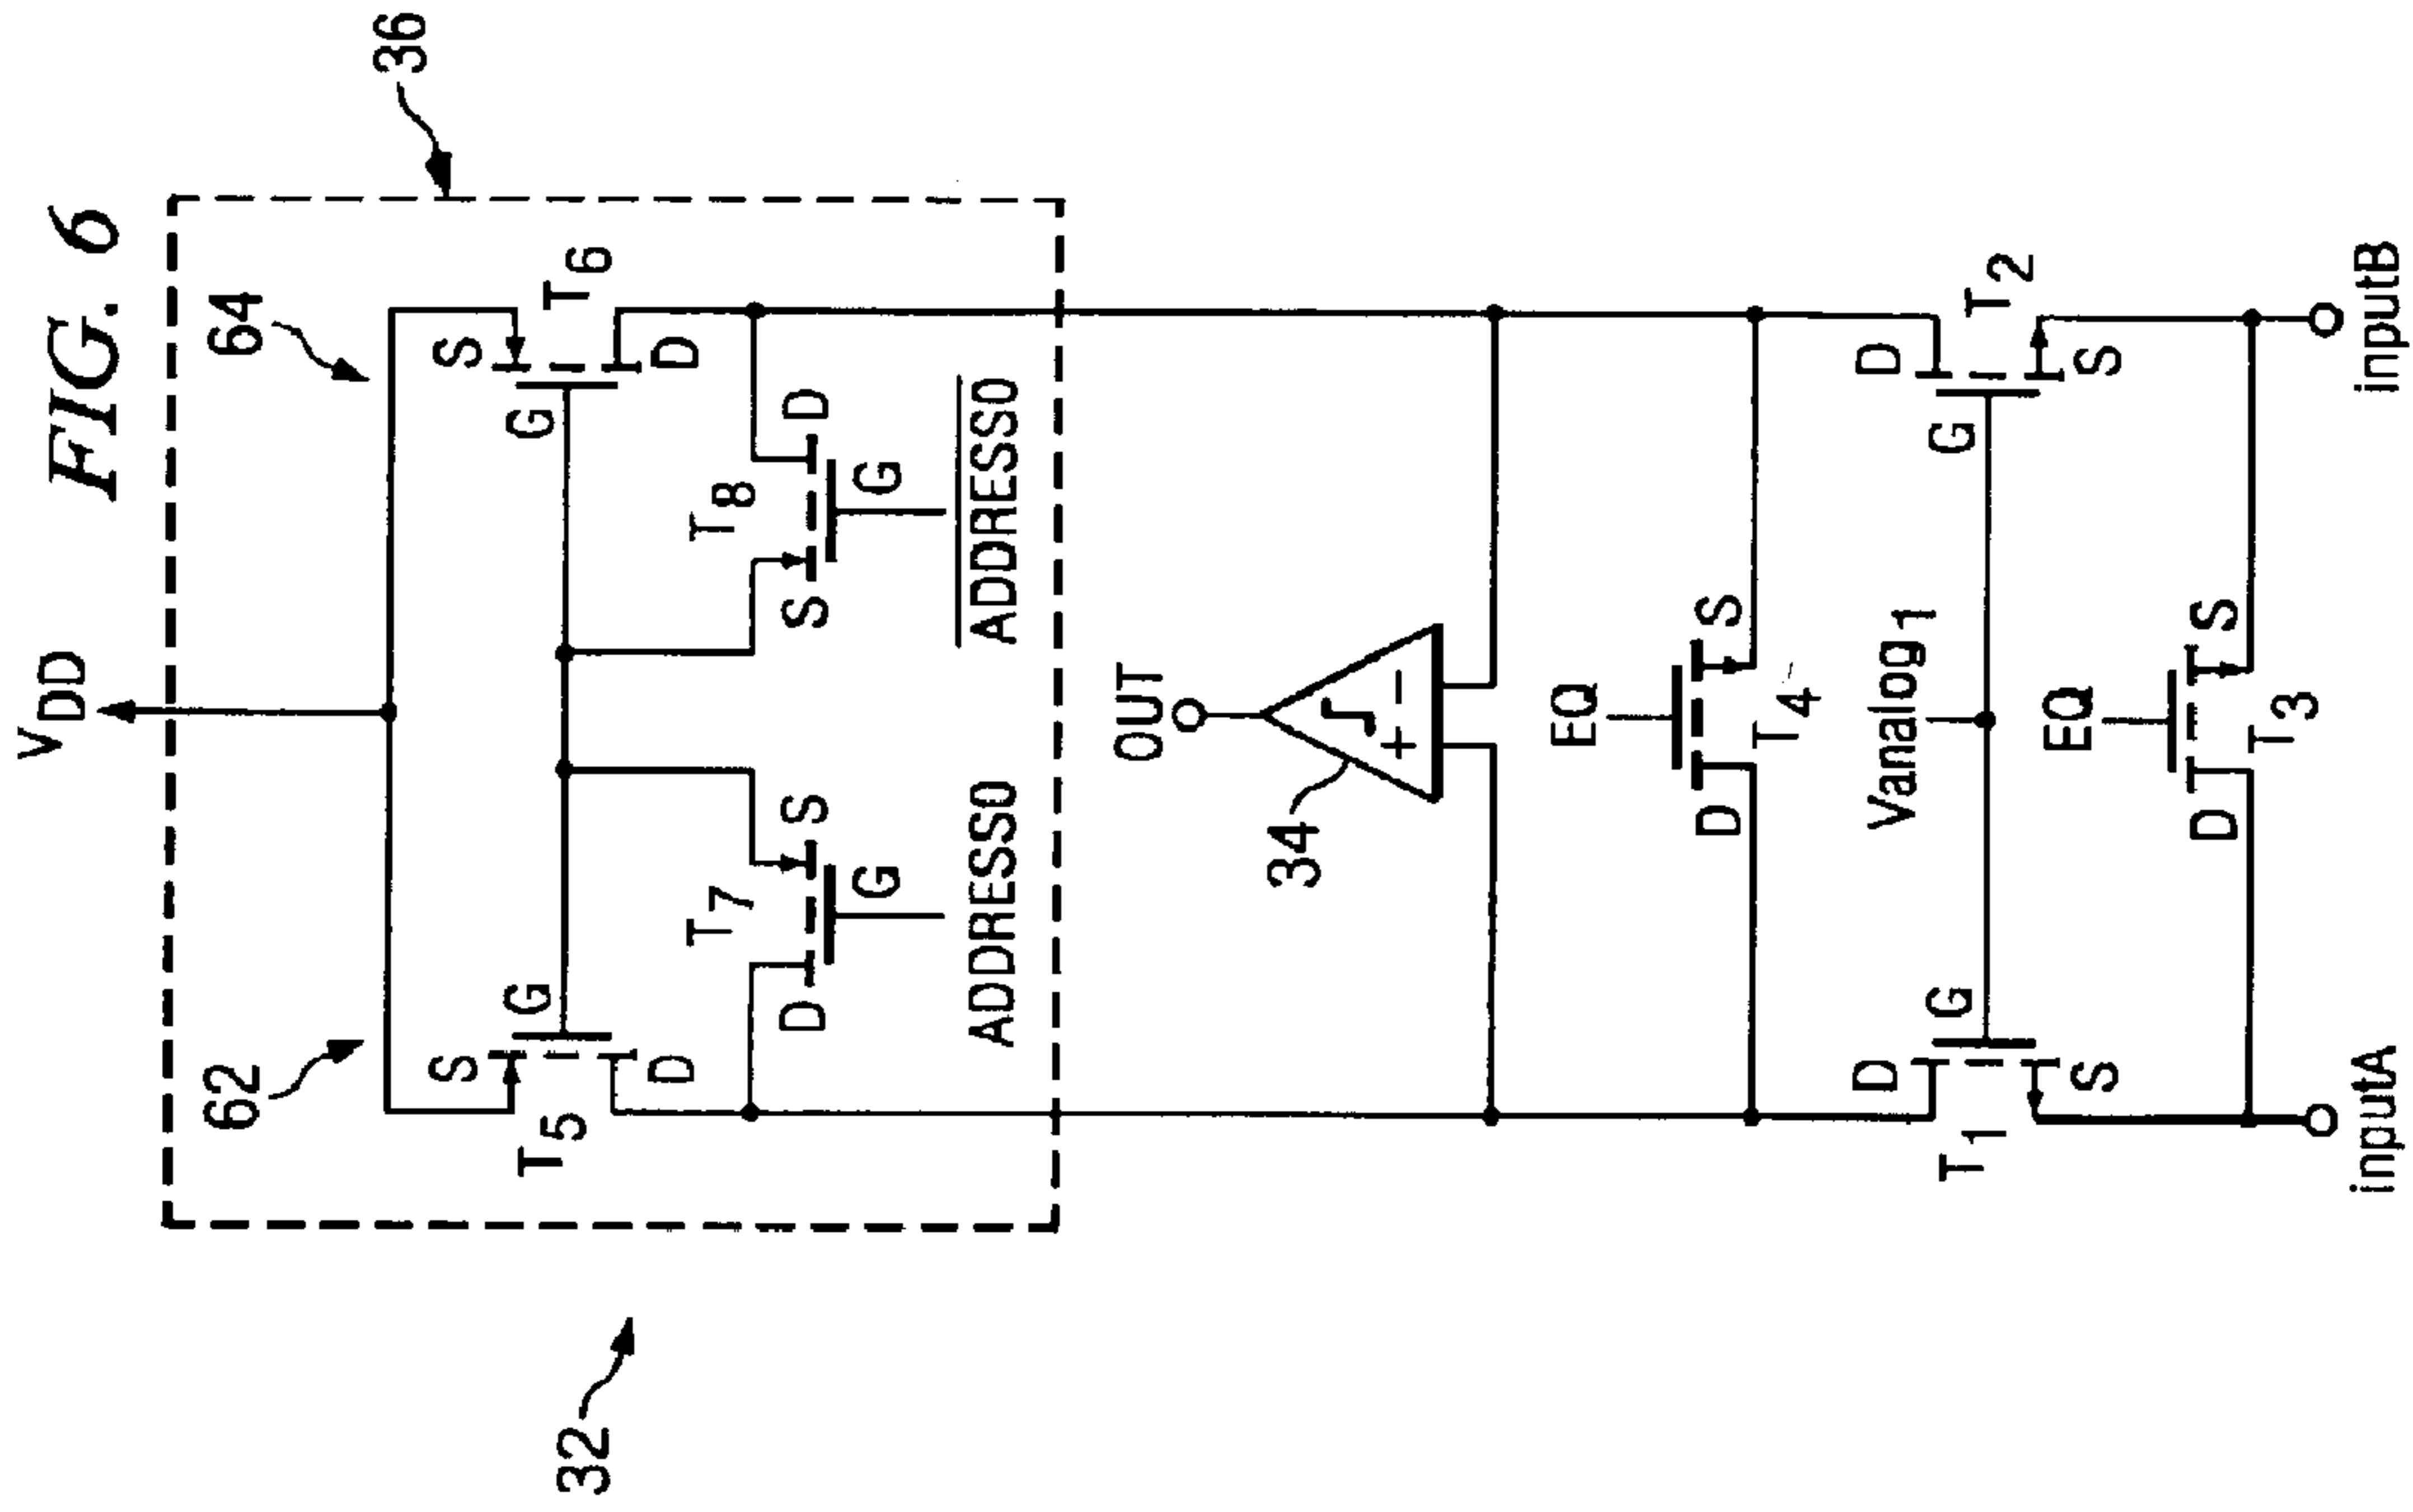 FIG. 6
VDD
36
62
64
S
S
T5
G
G
T6
D
D
T7
T8
D
S
S
D
G
G
ADDRESS0
ADDRESS0
32
OUT
34
+ −
EQ
D
S
T4
Vanalog1
D
G
G
D
T1
S
S
T2
EQ
D
S
T3
inputA
inputB